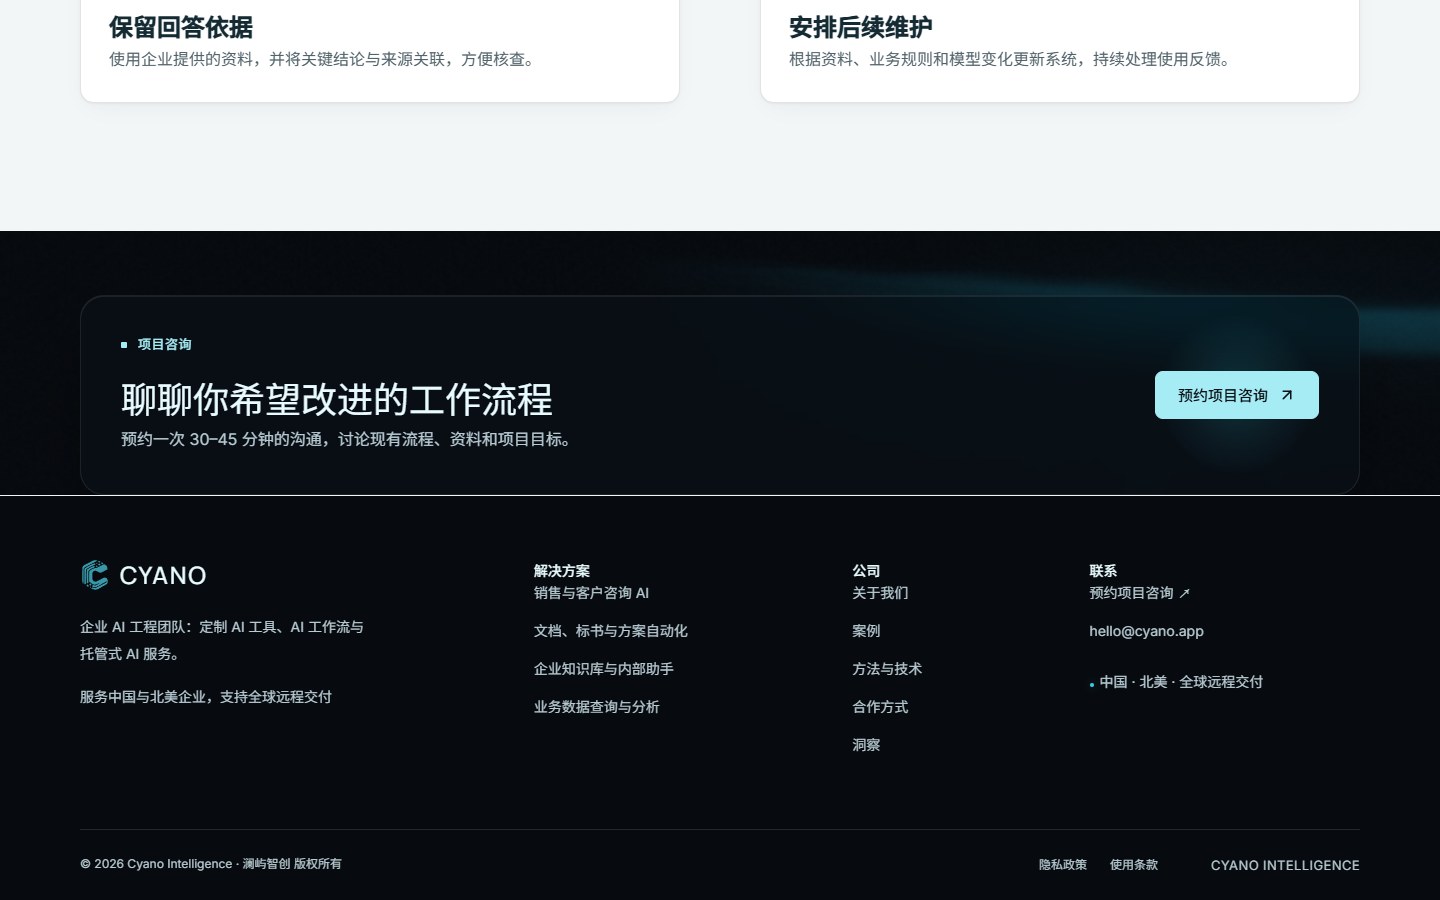 保留回答依据
使用企业提供的资料，并将关键结论与来源关联，方便核查。
安排后续维护
根据资料、业务规则和模型变化更新系统，持续处理使用反馈。
项目咨询
聊聊你希望改进的工作流程
预约一次 30–45 分钟的沟通，讨论现有流程、资料和项目目标。
预约项目咨询 ↗
CYANO
企业 AI 工程团队：定制 AI 工具、AI 工作流与
托管式 AI 服务。
服务中国与北美企业，支持全球远程交付
解决方案
销售与客户咨询 AI
文档、标书与方案自动化
企业知识库与内部助手
业务数据查询与分析
公司
关于我们
案例
方法与技术
合作方式
洞察
联系
预约项目咨询 ↗
hello@cyano.app
中国 · 北美 · 全球远程交付
© 2026 Cyano Intelligence · 澜屿智创 版权所有
隐私政策
使用条款
CYANO INTELLIGENCE